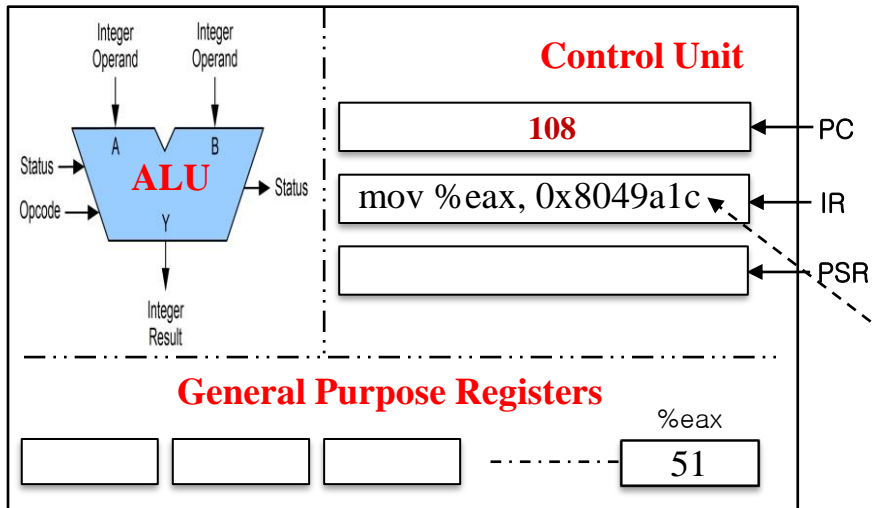 Integer
Operand
Integer
Operand
A
B
Status
ALU
Status
Opcode
Y
Integer
Result
Control Unit
108
PC
mov %eax, 0x8049a1c
IR
PSR
General Purpose Registers
%eax
51